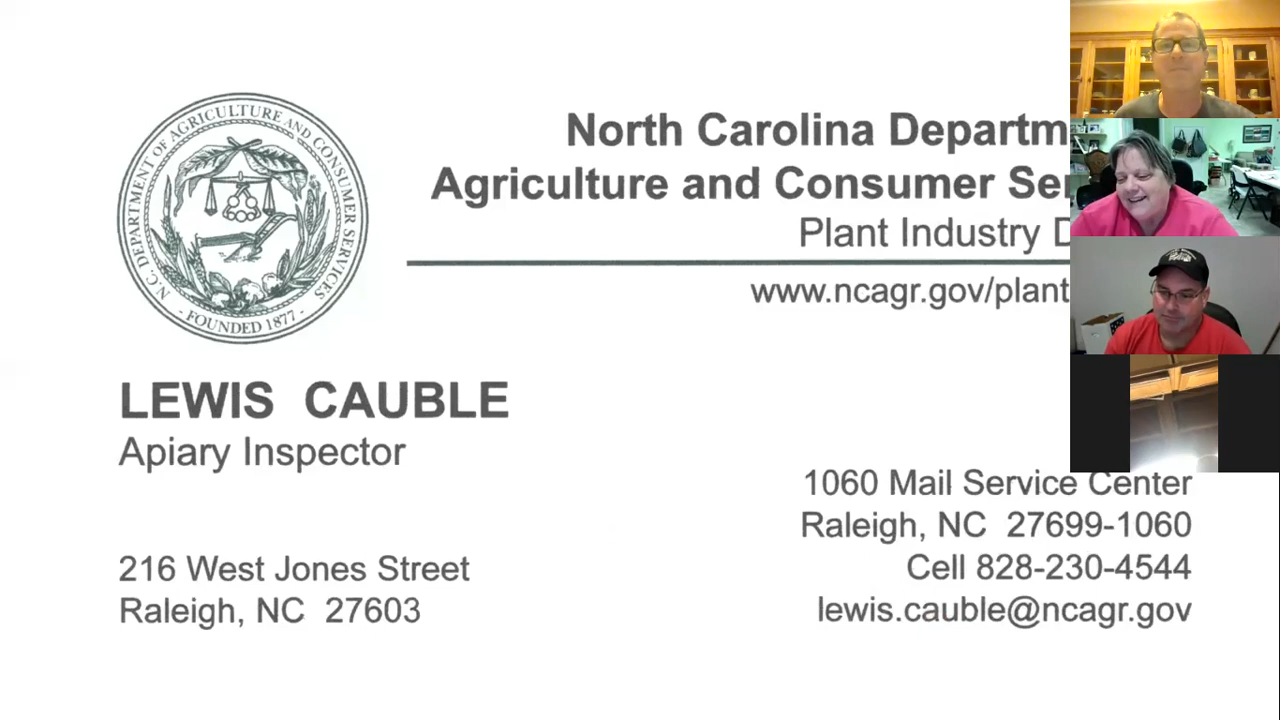 N.C. DEPARTMENT OF AGRICULTURE AND CONSUMER SERVICES
- FOUNDED 1877 -
North Carolina Departm
Agriculture and Consumer Ser
Plant Industry D
www.ncagr.gov/plant
LEWIS CAUBLE
Apiary Inspector
1060 Mail Service Center
Raleigh, NC 27699-1060
Cell 828-230-4544
lewis.cauble@ncagr.gov
216 West Jones Street
Raleigh, NC 27603